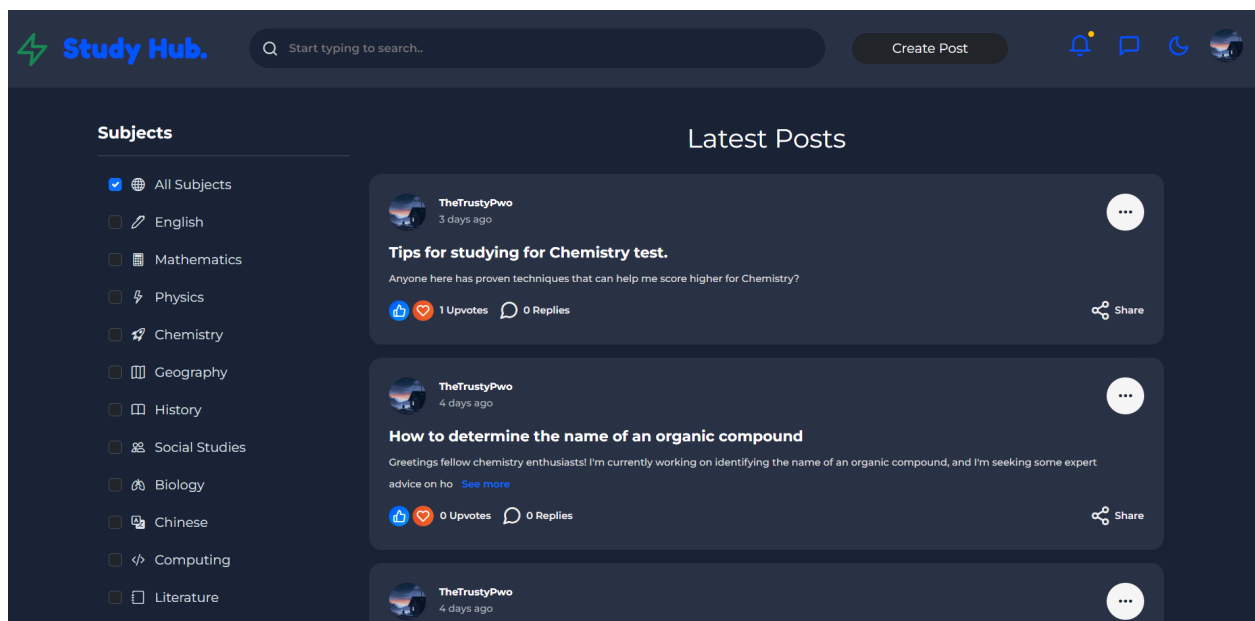 Study Hub.
Start typing to search..
Create Post
Subjects
All Subjects
English
Mathematics
Physics
Chemistry
Geography
History
Social Studies
Biology
Chinese
Computing
Literature
Latest Posts
TheTrustyPwo
3 days ago
Tips for studying for Chemistry test.
Anyone here has proven techniques that can help me score higher for Chemistry?
1 Upvotes 0 Replies Share
TheTrustyPwo
4 days ago
How to determine the name of an organic compound
Greetings fellow chemistry enthusiasts! I'm currently working on identifying the name of an organic compound, and I'm seeking some expert
advice on ho See more
0 Upvotes 0 Replies Share
TheTrustyPwo
4 days ago